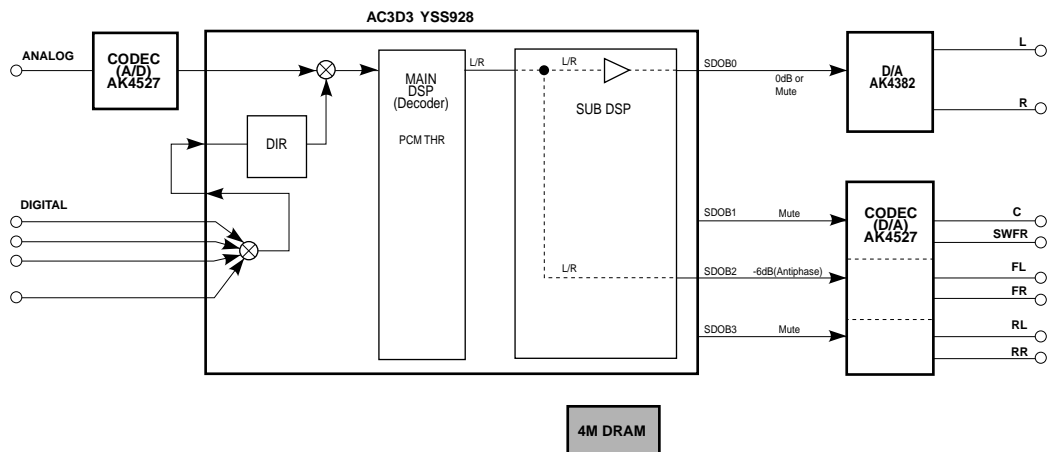 AC3D3 YSS928
ANALOG
CODEC
(A/D)
AK4527
MAIN
DSP
(Decoder)
PCM THR
L/R
L/R
SUB DSP
SDOB0
0dB or
Mute
D/A
AK4382
L
R
DIR
DIGITAL
SDOB1
Mute
CODEC
(D/A)
AK4527
C
SWFR
L/R
SDOB2
-6dB(Antiphase)
FL
FR
SDOB3
Mute
RL
RR
4M DRAM